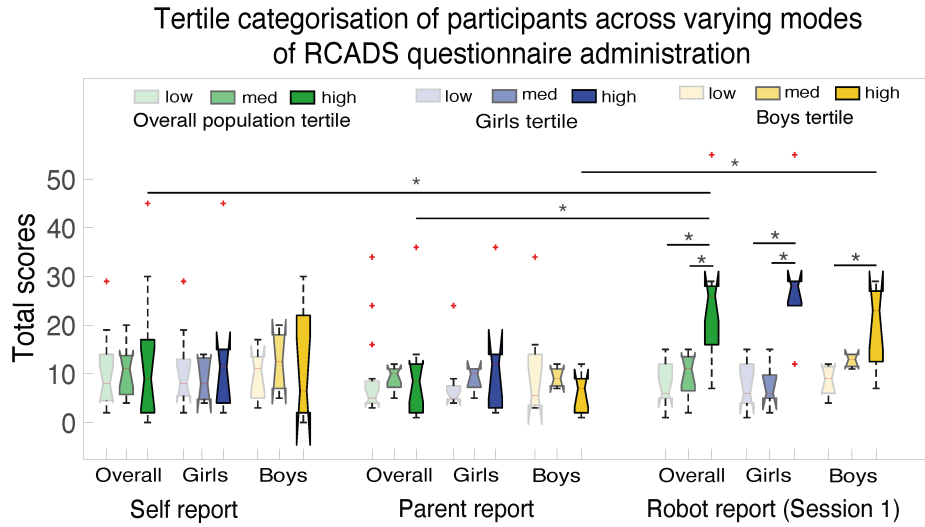 Tertile categorisation of participants across varying modes
of RCADS questionnaire administration
low med high
Overall population tertile
low med high
Girls tertile
low med high
Boys tertile
Total scores
50
40
30
20
10
0
* * *
* * * * *
Overall Girls Boys
Self report
Overall Girls Boys
Parent report
Overall Girls Boys
Robot report (Session 1)